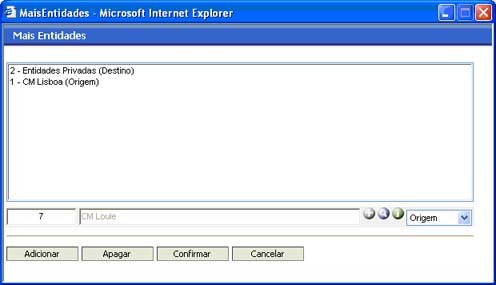 MaisEntidades - Microsoft Internet Explorer
Mais Entidades
2 - Entidades Privadas (Destino)
1 - CM Lisboa (Origem)
7 CM Loule Origem
Adicionar Apagar Confirmar Cancelar